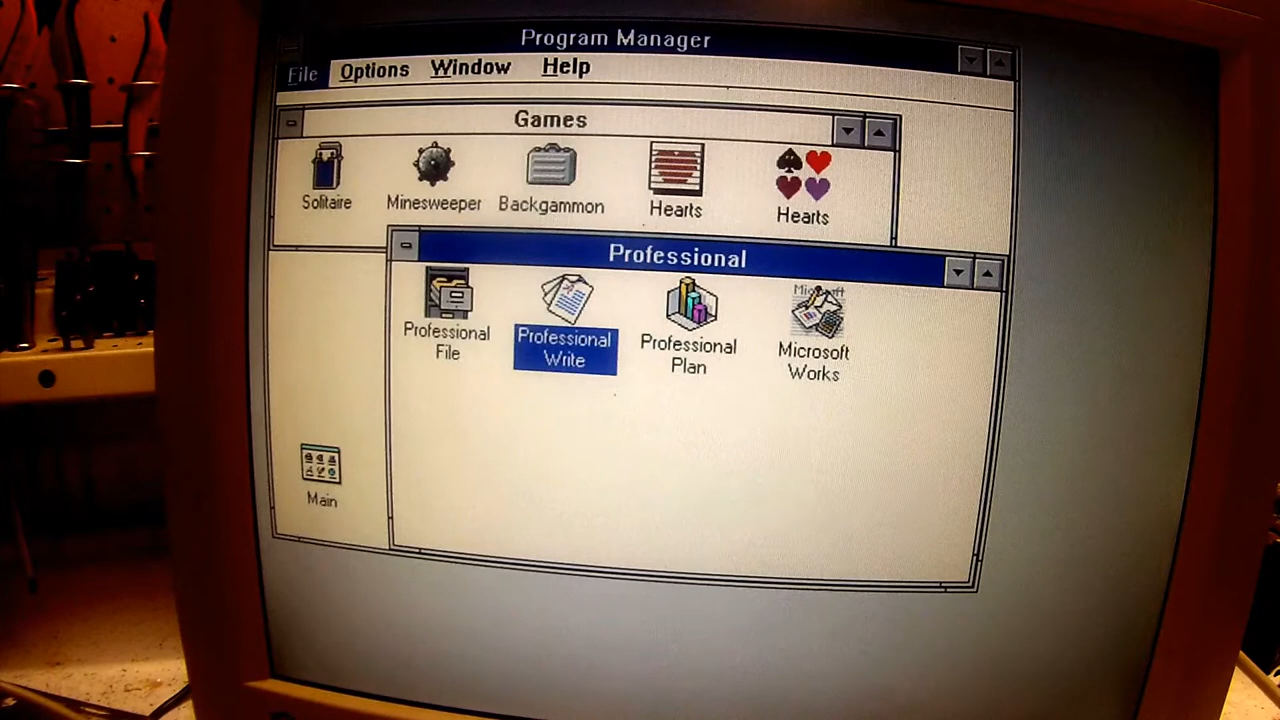 Program Manager
File Options Window Help
Games
Solitaire Minesweeper Backgammon Hearts Hearts
Professional
Professional File
Professional Write
Professional Plan
Microsoft
Microsoft Works
Main